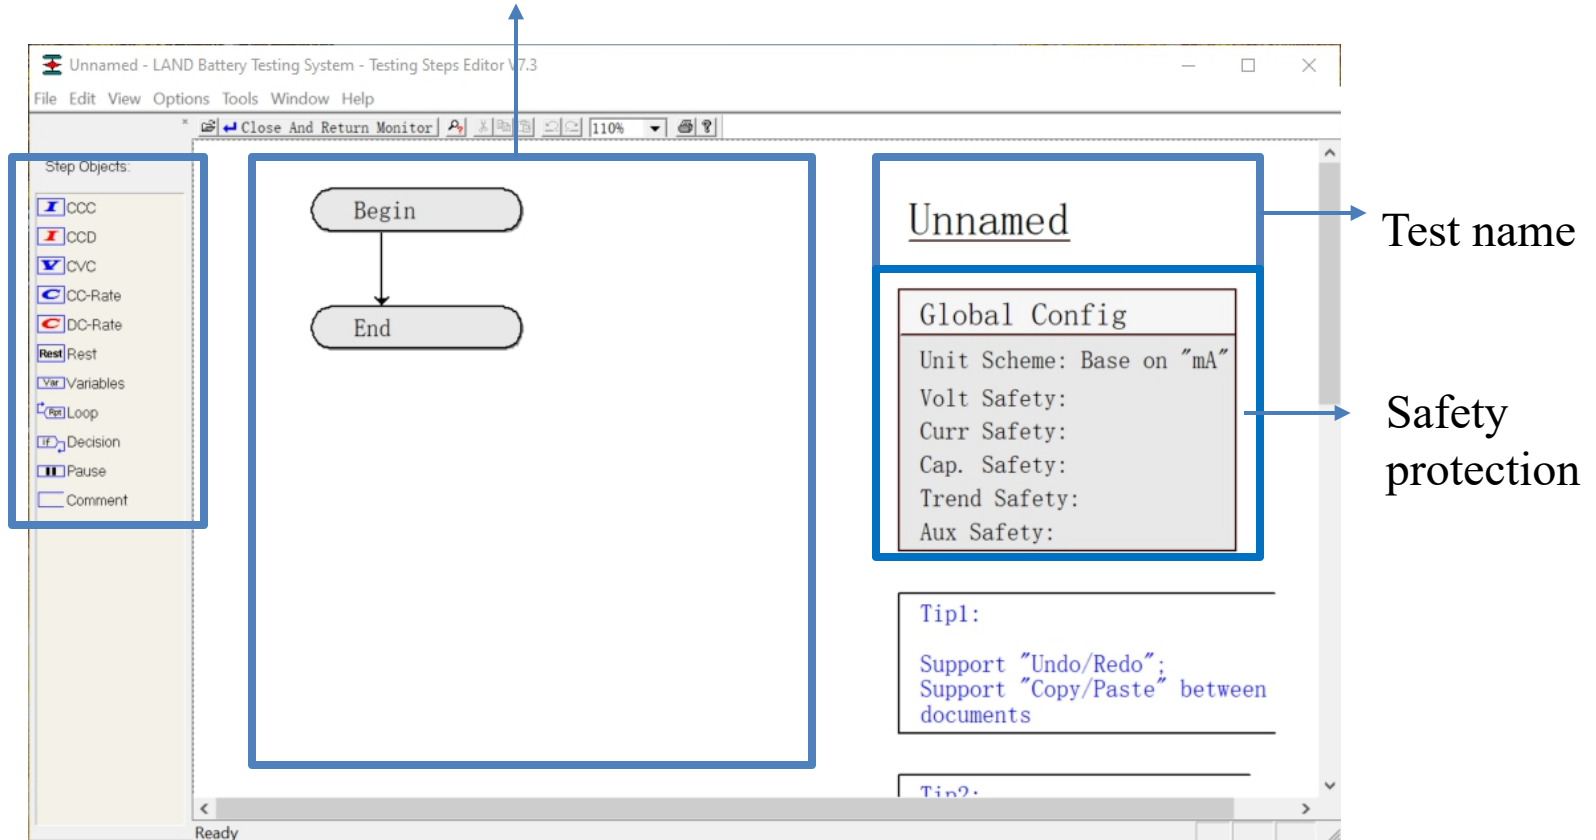 Unnamed - LAND Battery Testing System - Testing Steps Editor V7.3
File Edit View Options Tools Window Help
Close And Return Monitor 110%
Step Objects:
CCC
CCD
CVC
CC-Rate
DC-Rate
Rest Rest
Var Variables
Rpt Loop
If Decision
Pause
Comment
Begin
End
Unnamed
Test name
Global Config
Unit Scheme: Base on "mA"
Volt Safety:
Curr Safety:
Cap. Safety:
Trend Safety:
Aux Safety:
Safety
protection
Tip1:
Support "Undo/Redo";
Support "Copy/Paste" between
documents
Tip2:
Ready